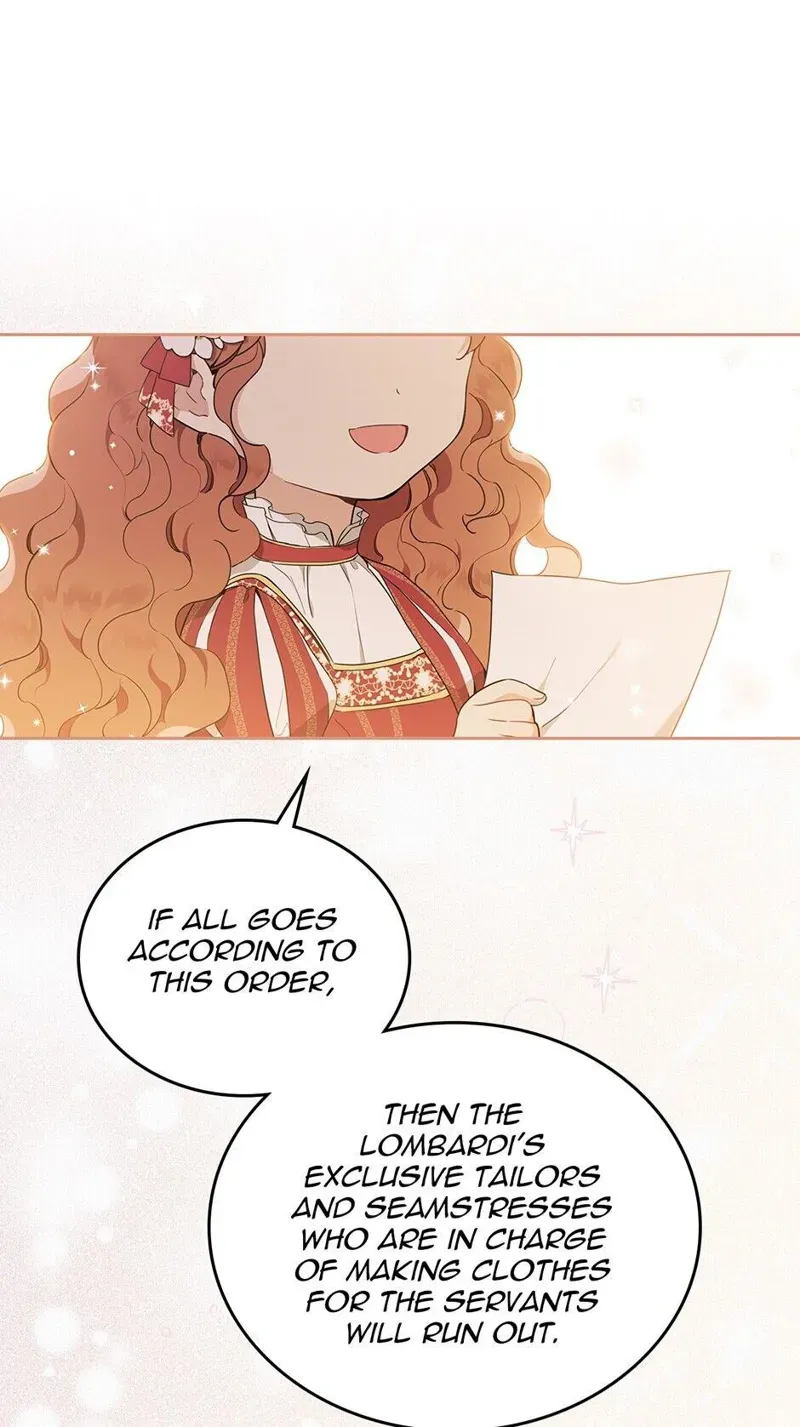 IF ALL GOES
ACCORDING TO
THIS ORDER,
THEN THE
LOMBARDI'S
EXCLUSIVE TAILORS
AND SEAMSTRESSES
WHO ARE IN CHARGE
OF MAKING CLOTHES
FOR THE SERVANTS
WILL RUN OUT.